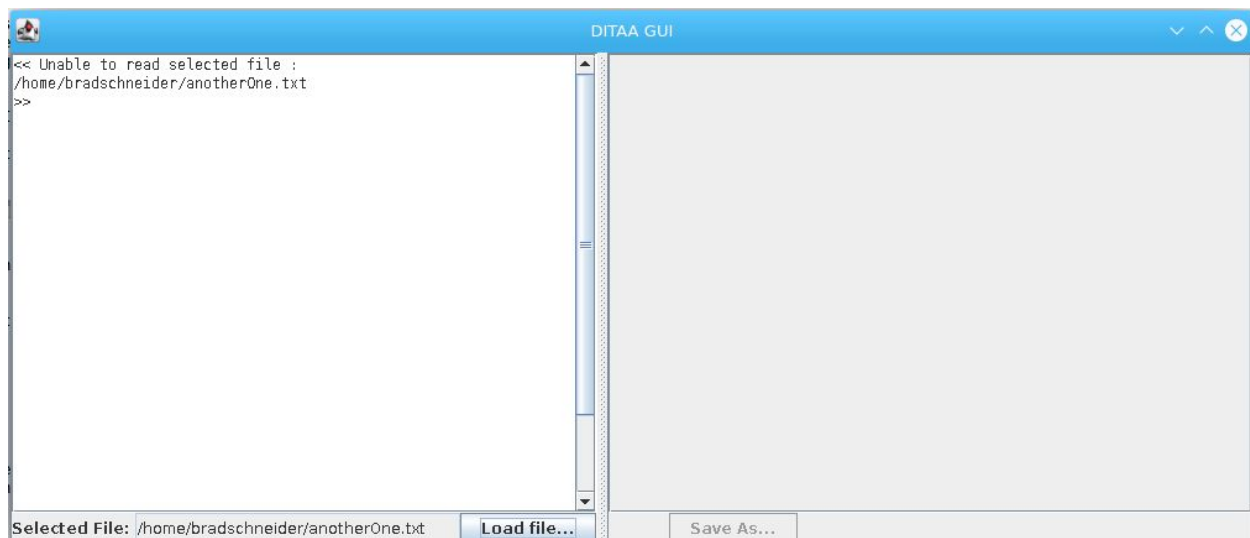 DITAA GUI
<< Unable to read selected file :
/home/bradschneider/anotherOne.txt
>>
Selected File: /home/bradschneider/anotherOne.txt Load file... Save As...